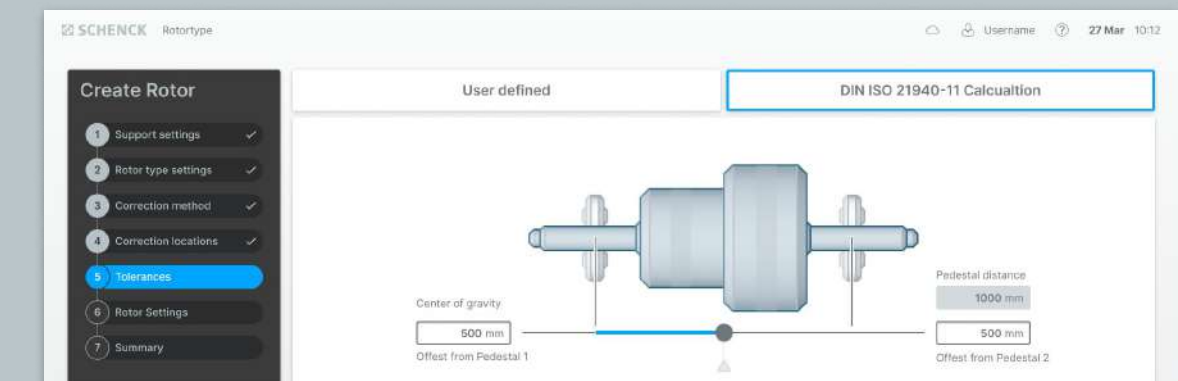 SCHENCK Rotortype
Username ? 27 Mar 10:12
Create Rotor
1 Support settings
2 Rotor type settings
3 Correction method
4 Correction locations
5 Tolerances
6 Rotor Settings
7 Summary
User defined
DIN ISO 21940-11 Calcualtion
Center of gravity
500 mm
Offest from Pedestal 1
Pedestal distance
1000 mm
500 mm
Offest from Pedestal 2